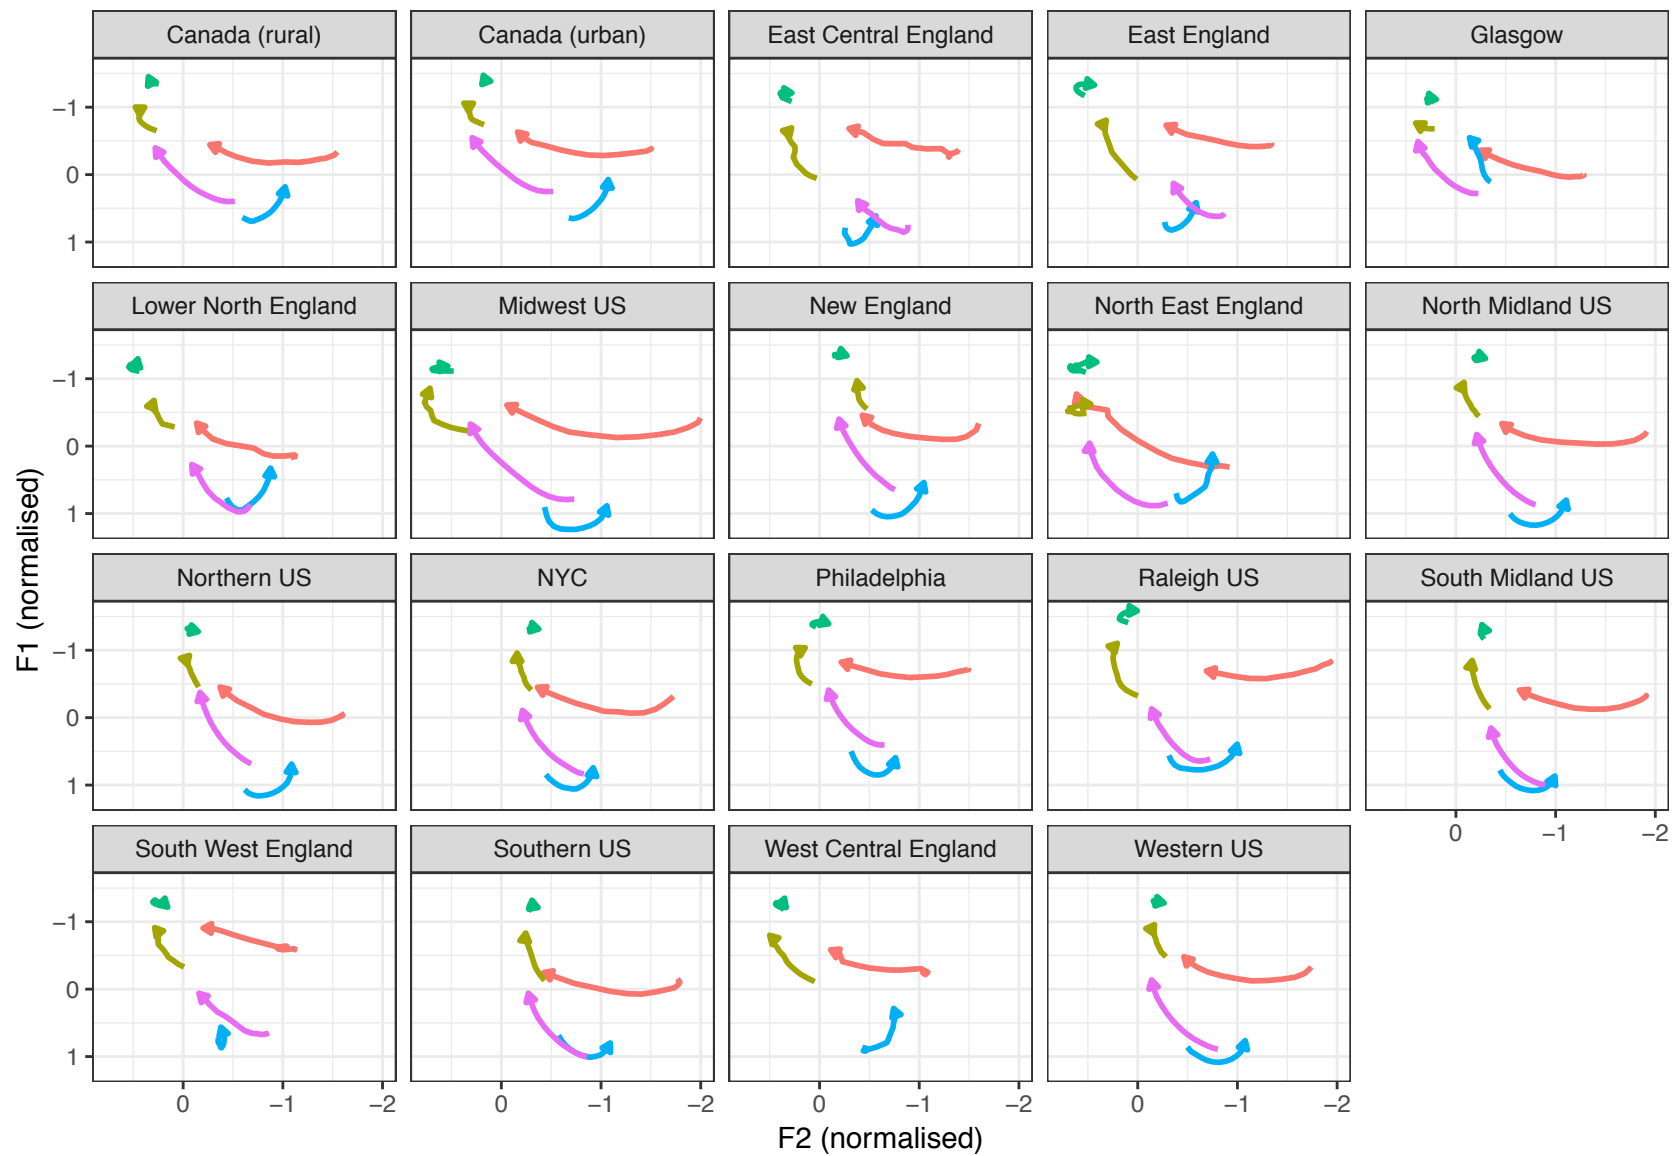 Canada (rural) Canada (urban) East Central England East England Glasgow
−1
0
1
Lower North England Midwest US New England North East England North Midland US
−1
0
1
Northern US NYC Philadelphia Raleigh US South Midland US
−1
0
1
0 −1 −2
South West England Southern US West Central England Western US
−1
0
1
0 −1 −2 0 −1 −2 0 −1 −2 0 −1 −2
F2 (normalised)
F1 (normalised)